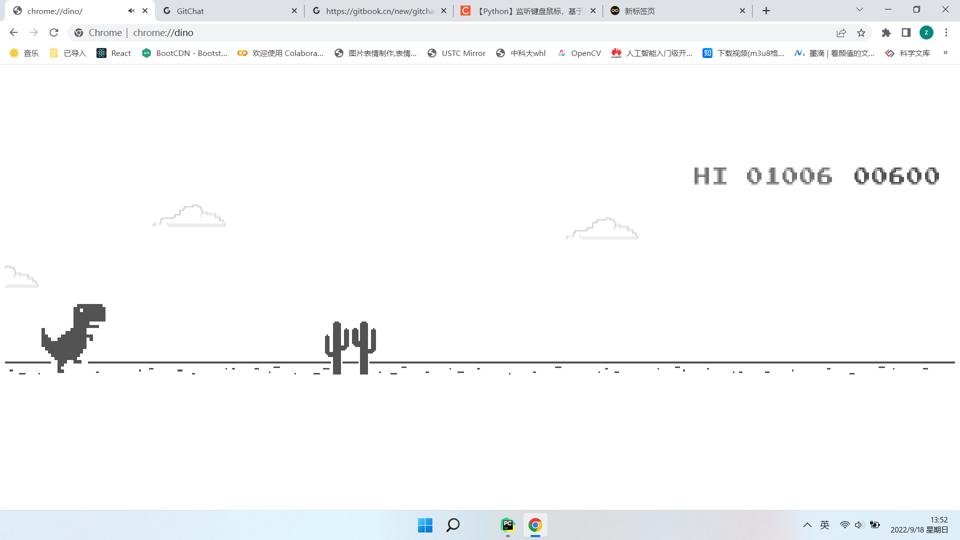 chrome://dino/
GitChat
https://gitbook.cn/new/gitcha
【Python】监听键盘鼠标，基于
新标签页
Chrome | chrome://dino
z
音乐
已导入
React
BootCDN - Bootst...
欢迎使用 Colabora...
图片表情制作,表情...
USTC Mirror
中科大whl
OpenCV
人工智能入门极开...
知 下载视频(m3u8格...
墨滴 | 看颜值的文...
科学文库
»
HI 01006 00600
PC
英
13:52
2022/9/18 星期日